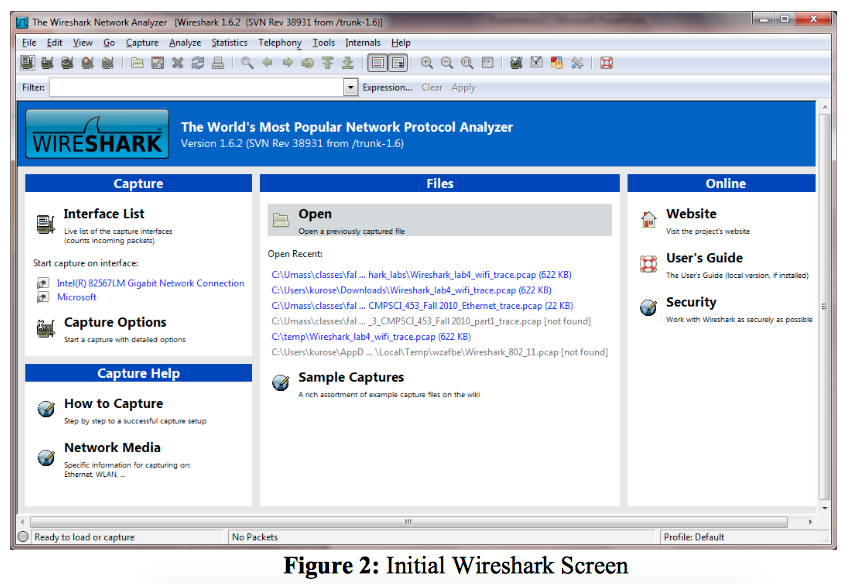 The Wireshark Network Analyzer [Wireshark 1.6.2 (SVN Rev 38931 from /trunk-1.6)]
File Edit View Go Capture Analyze Statistics Telephony Tools Internals Help
Filter: Expression... Clear Apply
WIRESHARK
The World's Most Popular Network Protocol Analyzer
Version 1.6.2 (SVN Rev 38931 from /trunk-1.6)
Capture
Interface List
Live list of the capture interfaces
(counts incoming packets)
Start capture on interface:
Intel(R) 82567LM Gigabit Network Connection
Microsoft
Capture Options
Start a capture with detailed options
Capture Help
How to Capture
Step by step to a successful capture setup
Network Media
Specific information for capturing on:
Ethernet, WLAN, ...
Files
Open
Open a previously captured file
Open Recent:
C:\Umass\classes\fal ... hark_labs\Wireshark_lab4_wifi_trace.pcap (622 KB)
C:\Users\kurose\Downloads\Wireshark_lab4_wifi_trace.pcap (622 KB)
C:\Umass\classes\fal ... CMPSCI_453_Fall 2010_Ethernet_trace.pcap (22 KB)
C:\Umass\classes\fal ... _3_CMPSCI_453_Fall 2010_part1_trace.pcap [not found]
C:\temp\Wireshark_lab4_wifi_trace.pcap (622 KB)
C:\Users\kurose\AppD ... \Local\Temp\wzafbe\Wireshark_802_11.pcap [not found]
Sample Captures
A rich assortment of example capture files on the wiki
Online
Website
Visit the project's website
User's Guide
The User's Guide (local version, if installed)
Security
Work with Wireshark as securely as possible
Ready to load or capture
No Packets
Profile: Default
Figure 2: Initial Wireshark Screen